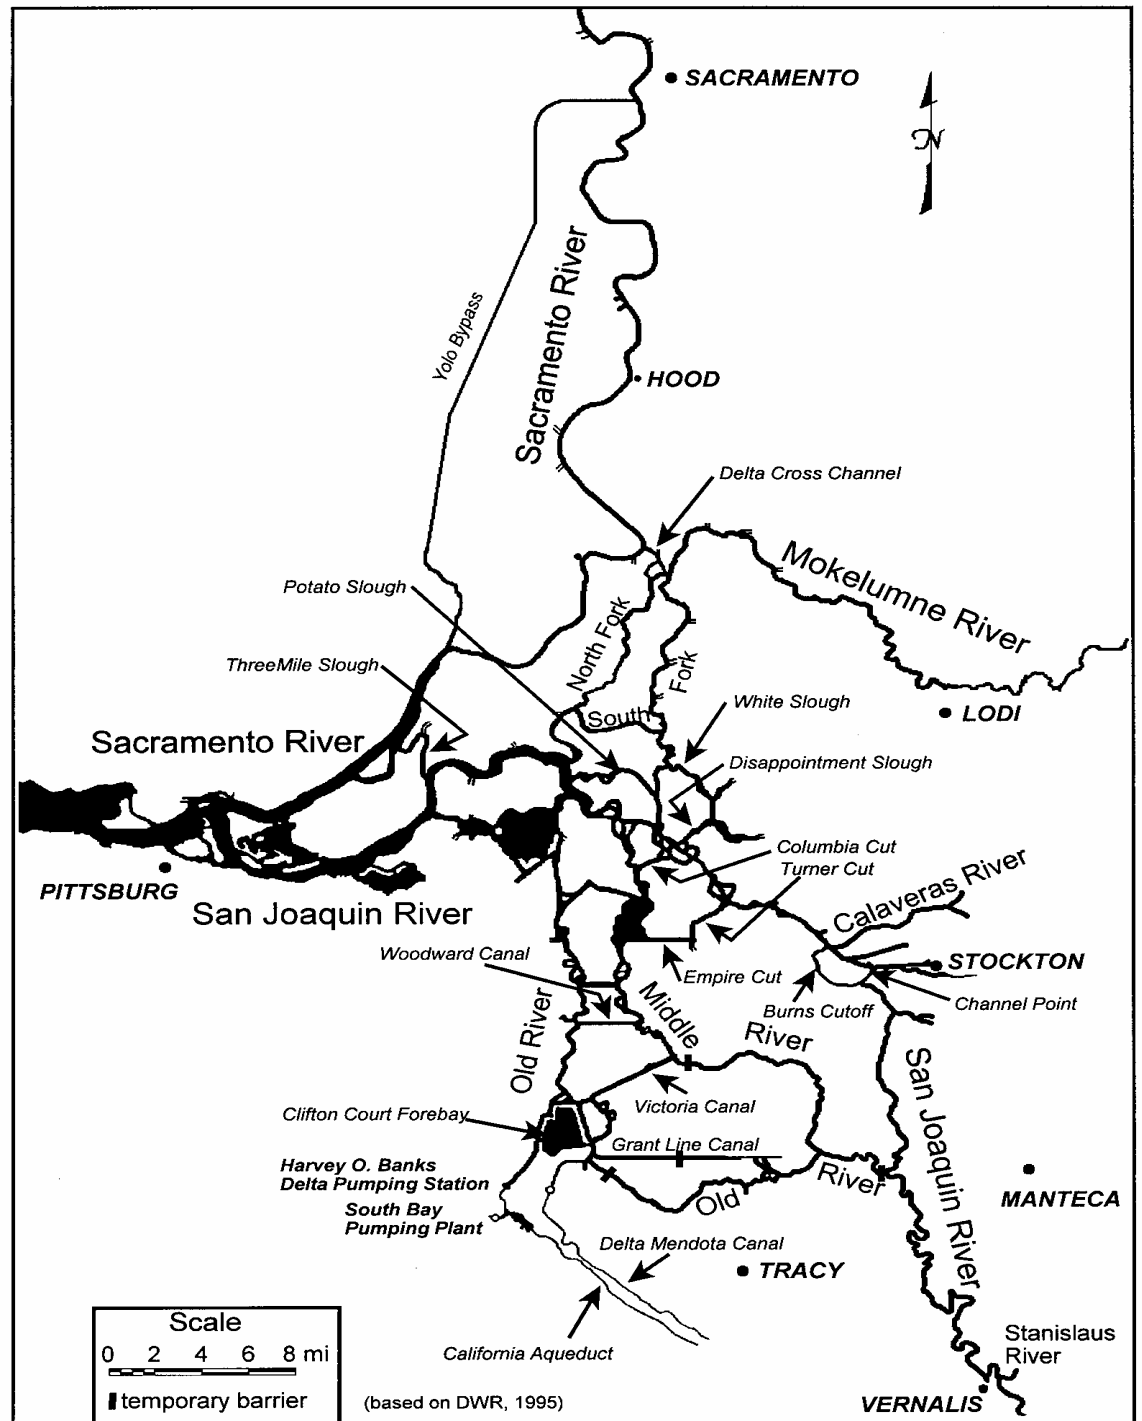 SACRAMENTO
N
Sacramento River
Yolo Bypass
HOOD
Delta Cross Channel
Mokelumne River
Potato Slough
North Fork
ThreeMile Slough
Fork
South
White Slough
LODI
Sacramento River
Disappointment Slough
Columbia Cut
Turner Cut
PITTSBURG
San Joaquin River
Calaveras River
Woodward Canal
STOCKTON
Empire Cut
Channel Point
Burns Cutoff
Middle
River
Old River
San Joaquin River
Victoria Canal
Clifton Court Forebay
Grant Line Canal
Harvey O. Banks
Delta Pumping Station
Old
River
MANTECA
South Bay
Pumping Plant
Delta Mendota Canal
TRACY
Scale
0 2 4 6 8 mi
temporary barrier
California Aqueduct
(based on DWR, 1995)
Stanislaus
River
VERNALIS